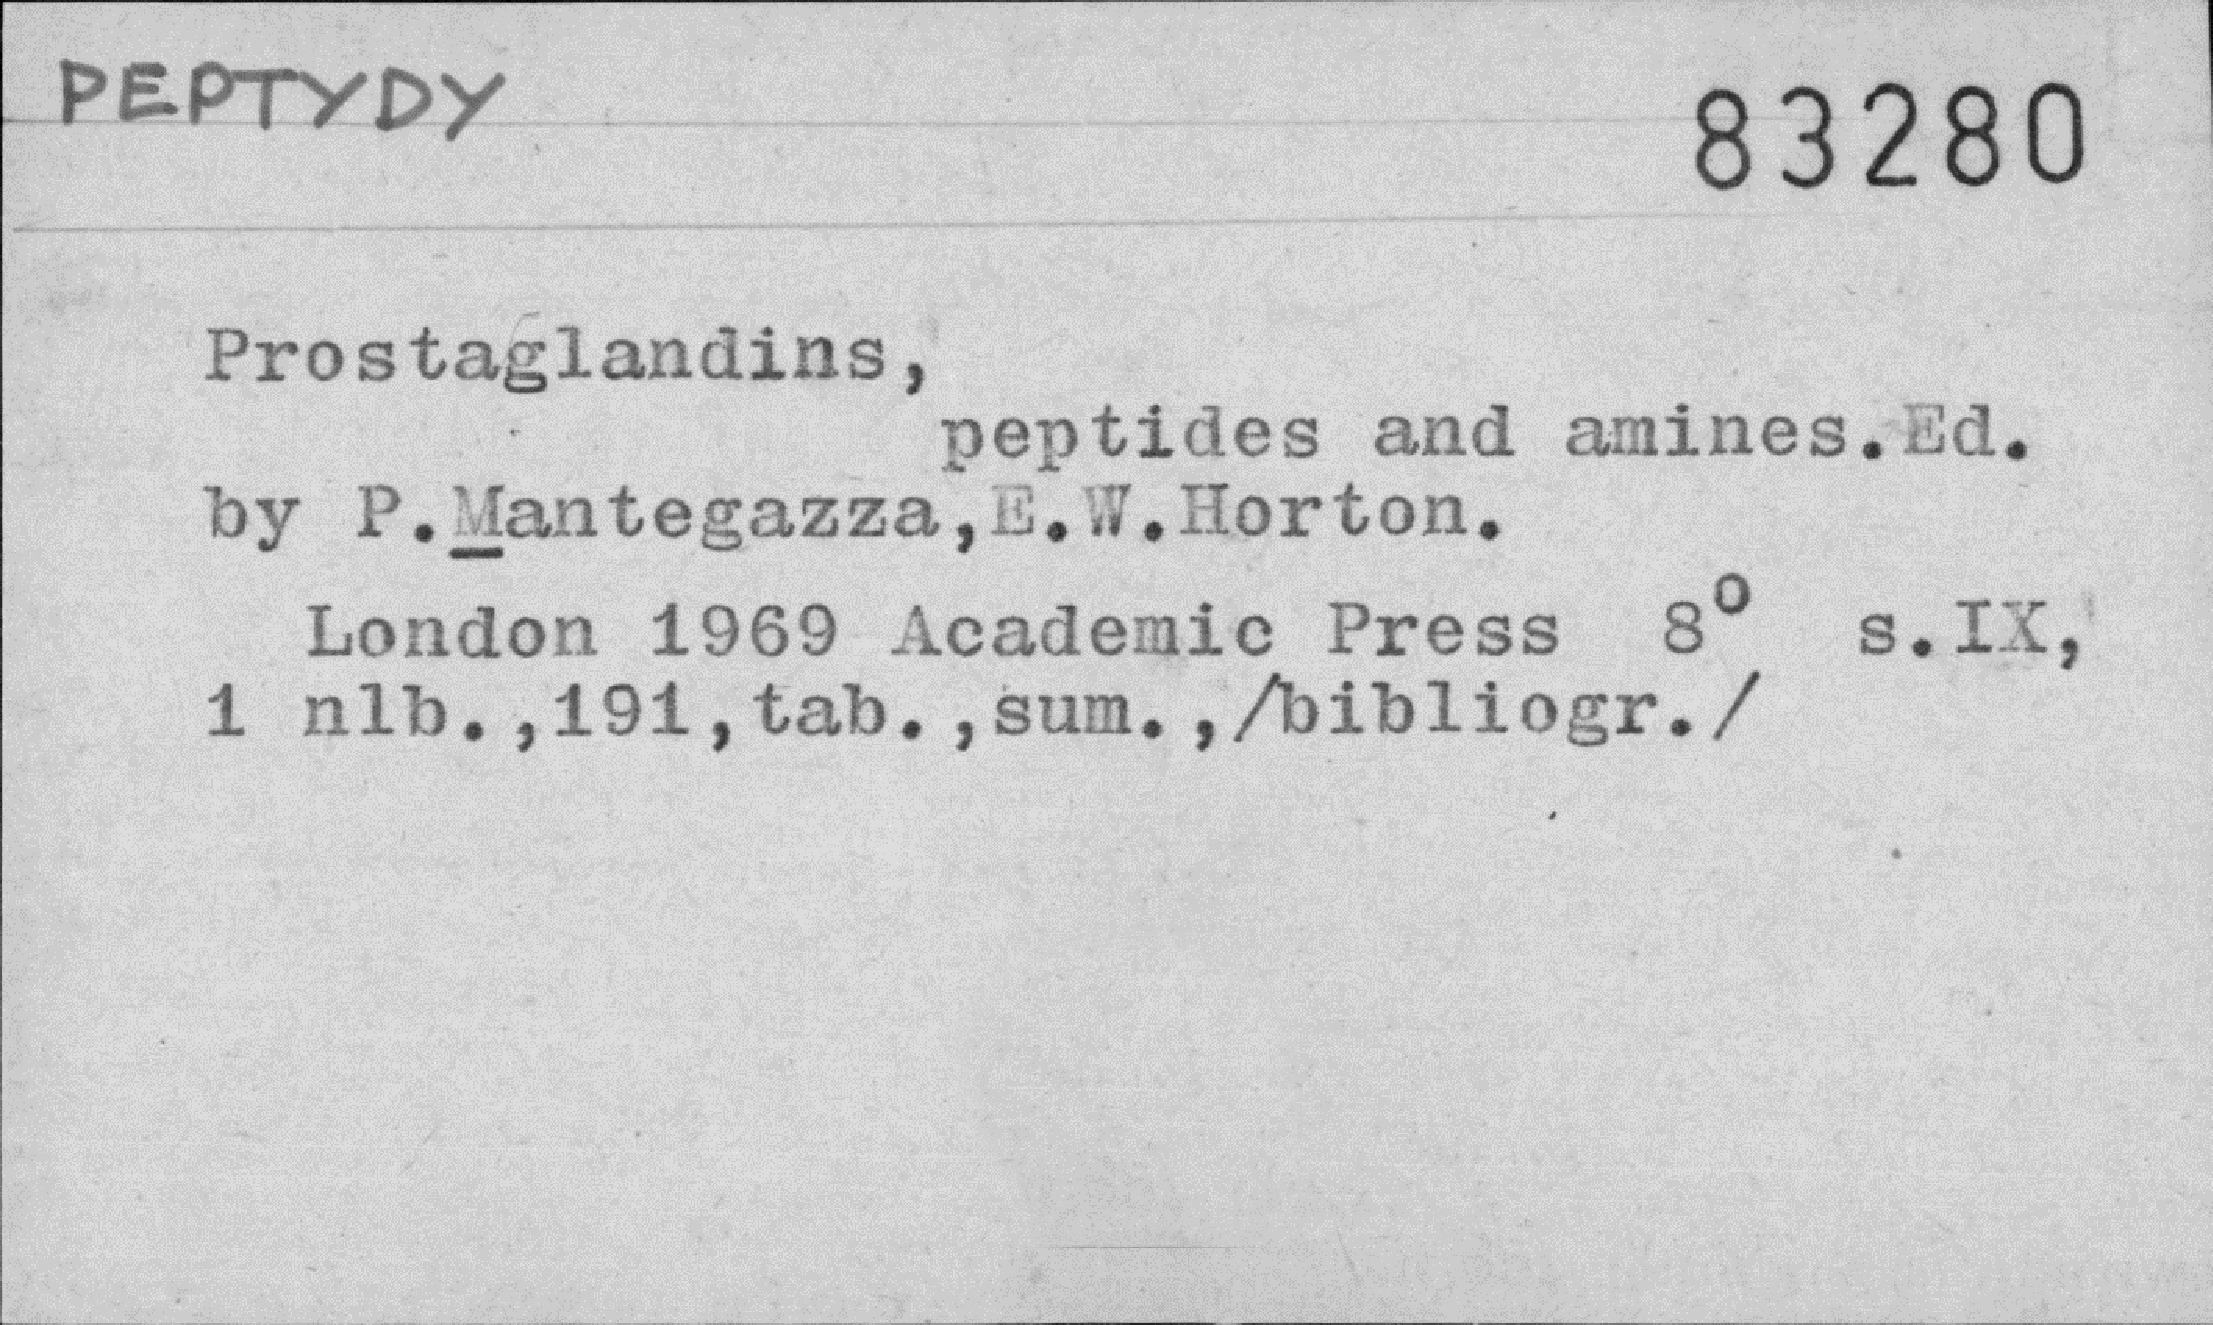 PEPTYDY
83280
Prostaglandins,
peptides and amines.Ed.
by P.Mantegazza,E.W.Horton.
London 1969 Academic Press 8° s.IX,
1 nlb.,191,tab.,sum.,/bibliogr./